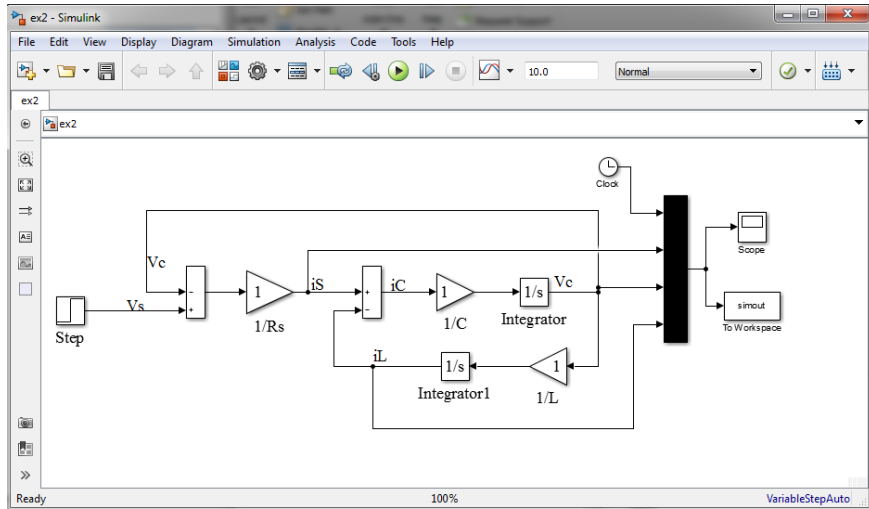 ex2 - Simulink
File Edit View Display Diagram Simulation Analysis Code Tools Help
10.0
Normal
ex2
ex2
Clock
Scope
simout
To Workspace
Vc
Vs
Step
-
+
1
1/Rs
iS
+
-
iC
1
1/C
1/s
Integrator
Vc
iL
1/s
Integrator1
1
1/L
Ready
100%
VariableStepAuto